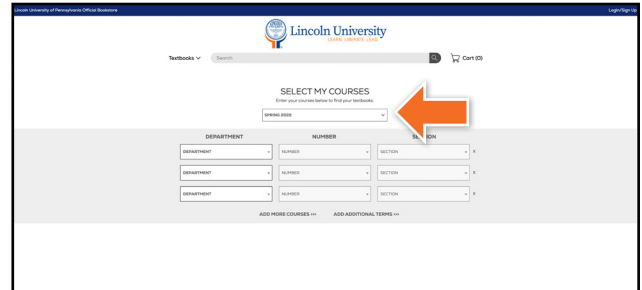 Lincoln University of Pennsylvania Official Bookstore
Login/Sign Up
Lincoln University
LEARN. LIBERATE. LEAD.
Textbooks
Search
Cart (0)
SELECT MY COURSES
Enter your courses below to find your textbooks.
SPRING 2022
DEPARTMENT NUMBER
DEPARTMENT NUMBER SECTION X
DEPARTMENT NUMBER SECTION X
DEPARTMENT NUMBER SECTION X
ADD MORE COURSES >>> ADD ADDITIONAL TERMS >>>